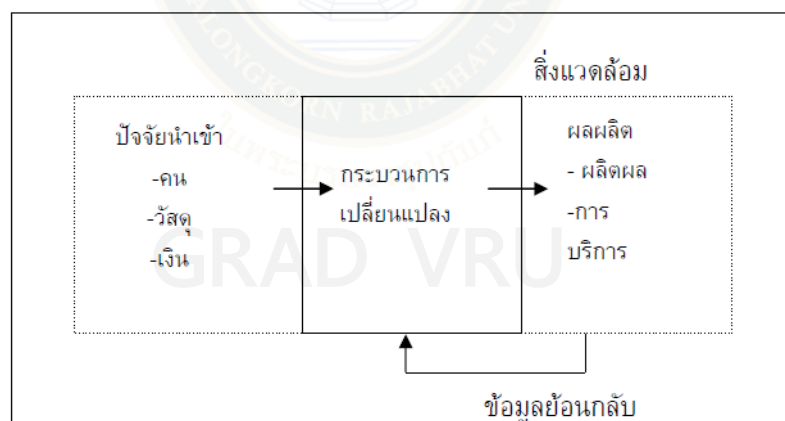 สิ่งแวดล้อม
ปัจจัยนำเข้า
-คน
-วัสดุ
-เงิน
กระบวนการ
เปลี่ยนแปลง
ผลผลิต
- ผลิตผล
-การ
บริการ
ข้อมูลย้อนกลับ
GRAD VRU
ALONGKORN RAJABHAT UN